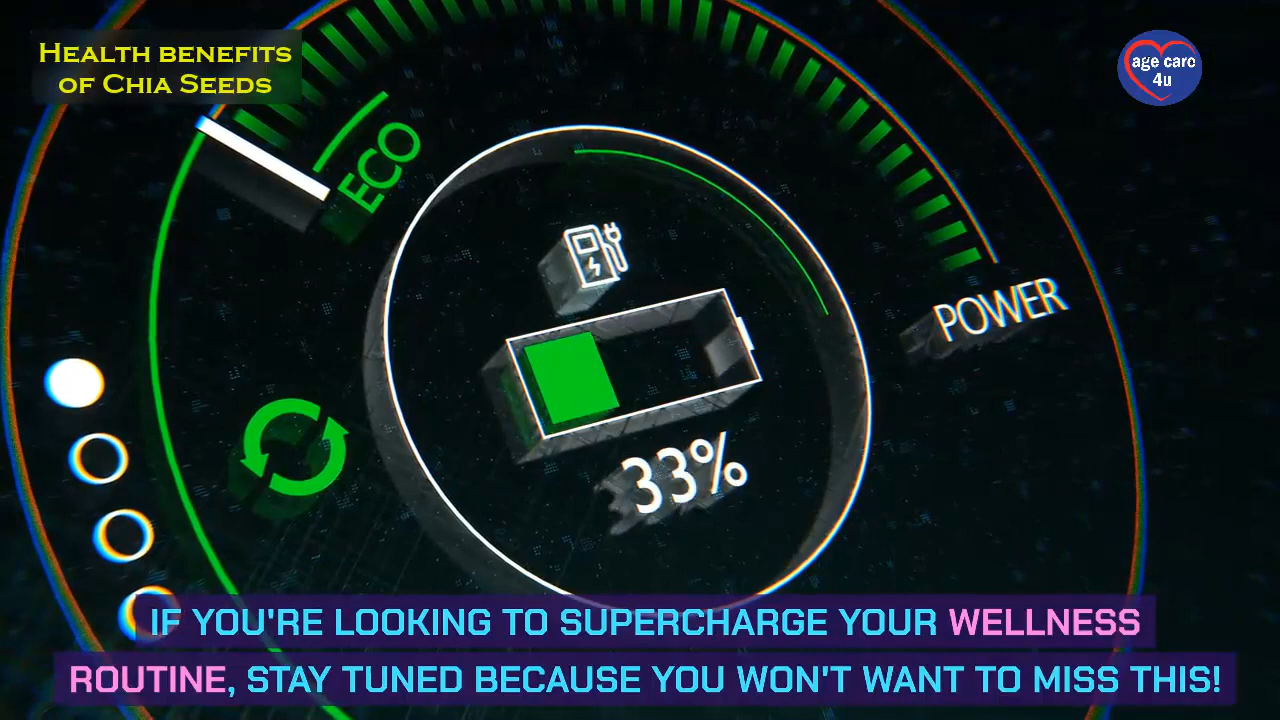 HEALTH BENEFITS
OF CHIA SEEDS
age care
4u
ECO
POWER
33%
IF YOU'RE LOOKING TO SUPERCHARGE YOUR WELLNESS
ROUTINE, STAY TUNED BECAUSE YOU WON'T WANT TO MISS THIS!